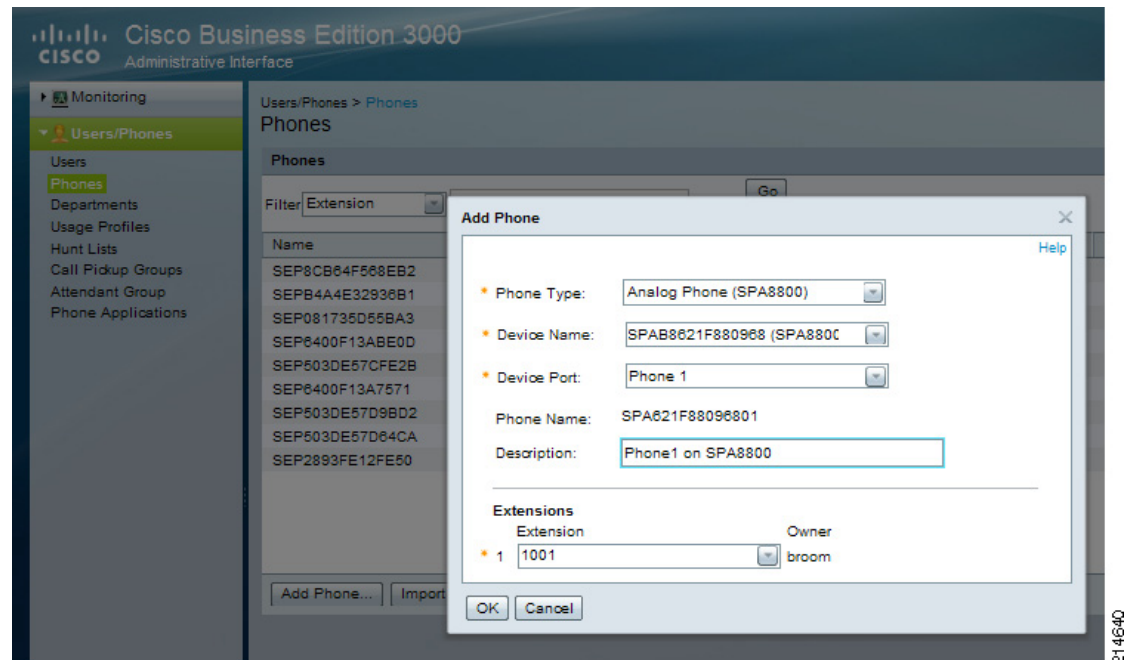 Cisco Business Edition 3000
CISCO Administrative Interface
Monitoring
Users/Phones
Users
Phones
Departments
Usage Profiles
Hunt Lists
Call Pickup Groups
Attendant Group
Phone Applications
Users/Phones > Phones
Phones
Phones
Filter Extension Go
Name
SEP8CB64F568EB2
SEPB4A4E32936B1
SEP081735D55BA3
SEP6400F13ABE0D
SEP503DE57CFE2B
SEP6400F13A7571
SEP503DE57D9BD2
SEP503DE57D64CA
SEP2893FE12FE50
Add Phone... Import
Add Phone
Help
* Phone Type: Analog Phone (SPA8800)
* Device Name: SPAB8621F880968 (SPA880C
* Device Port: Phone 1
Phone Name: SPA621F88096801
Description: Phone1 on SPA8800
Extensions
Extension Owner
* 1 1001 broom
OK Cancel
214640